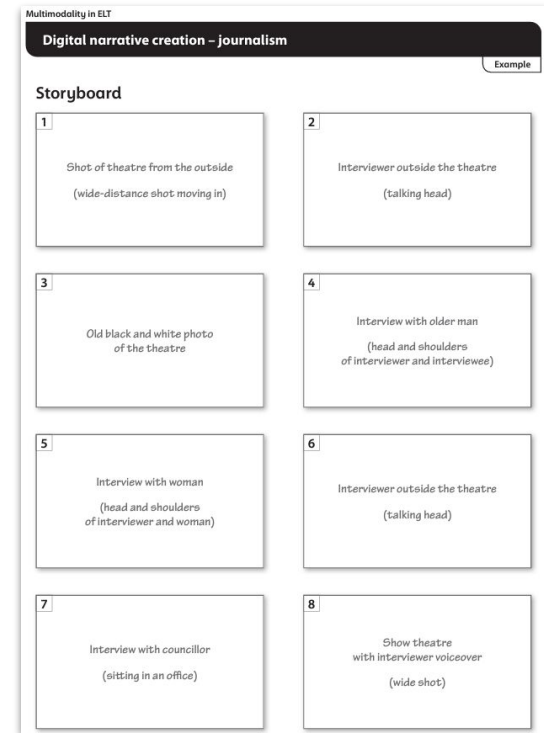 Multimodality in ELT
Digital narrative creation – journalism
Example
Storyboard
1
Shot of theatre from the outside
(wide-distance shot moving in)
2
Interviewer outside the theatre
(talking head)
3
Old black and white photo
of the theatre
4
Interview with older man
(head and shoulders
of interviewer and interviewee)
5
Interview with woman
(head and shoulders
of interviewer and woman)
6
Interviewer outside the theatre
(talking head)
7
Interview with councillor
(sitting in an office)
8
Show theatre
with interviewer voiceover
(wide shot)